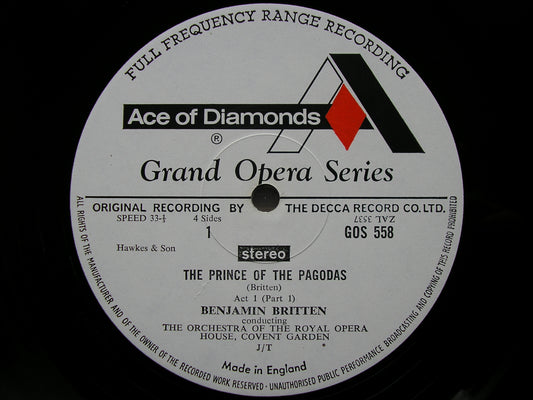 FULL FREQUENCY RANGE RECORDING
Ace of Diamonds
®
Grand Opera Series
ORIGINAL RECORDING BY THE DECCA RECORD CO. LTD.
SPEED 33-⅓ 4 Sides
ZAL 3537
1
GOS 558
Hawkes & Son
stereo
THE PRINCE OF THE PAGODAS
(Britten)
Act 1 (Part 1)
BENJAMIN BRITTEN
conducting
THE ORCHESTRA OF THE ROYAL OPERA
HOUSE, COVENT GARDEN
J/T
Made in England
ALL RIGHTS OF THE MANUFACTURER AND OF THE OWNER OF THE RECORDED WORK RESERVED · UNAUTHORISED PUBLIC PERFORMANCE BROADCASTING AND COPYING OF THIS RECORD PROHIBITED